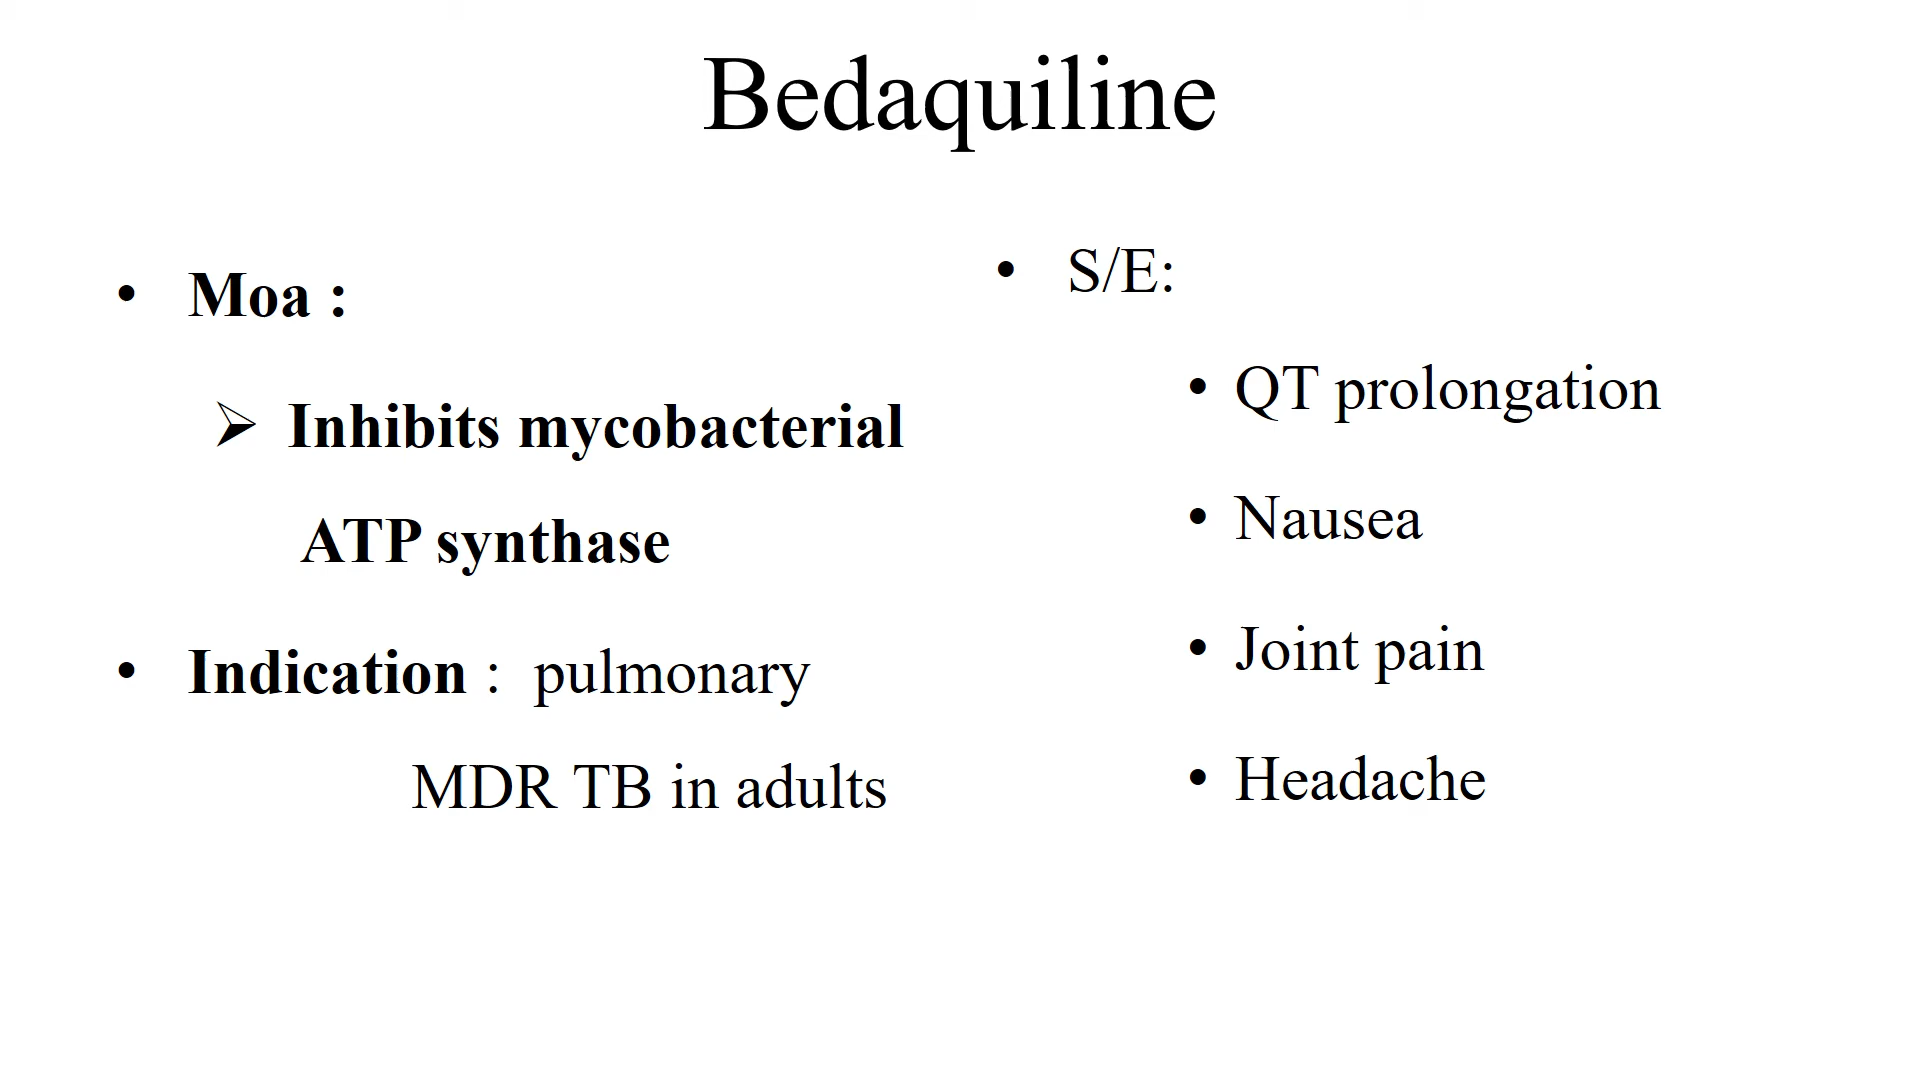 Bedaquiline
• Moa :
➢ Inhibits mycobacterial
ATP synthase
• Indication : pulmonary
MDR TB in adults
• S/E:
• QT prolongation
• Nausea
• Joint pain
• Headache